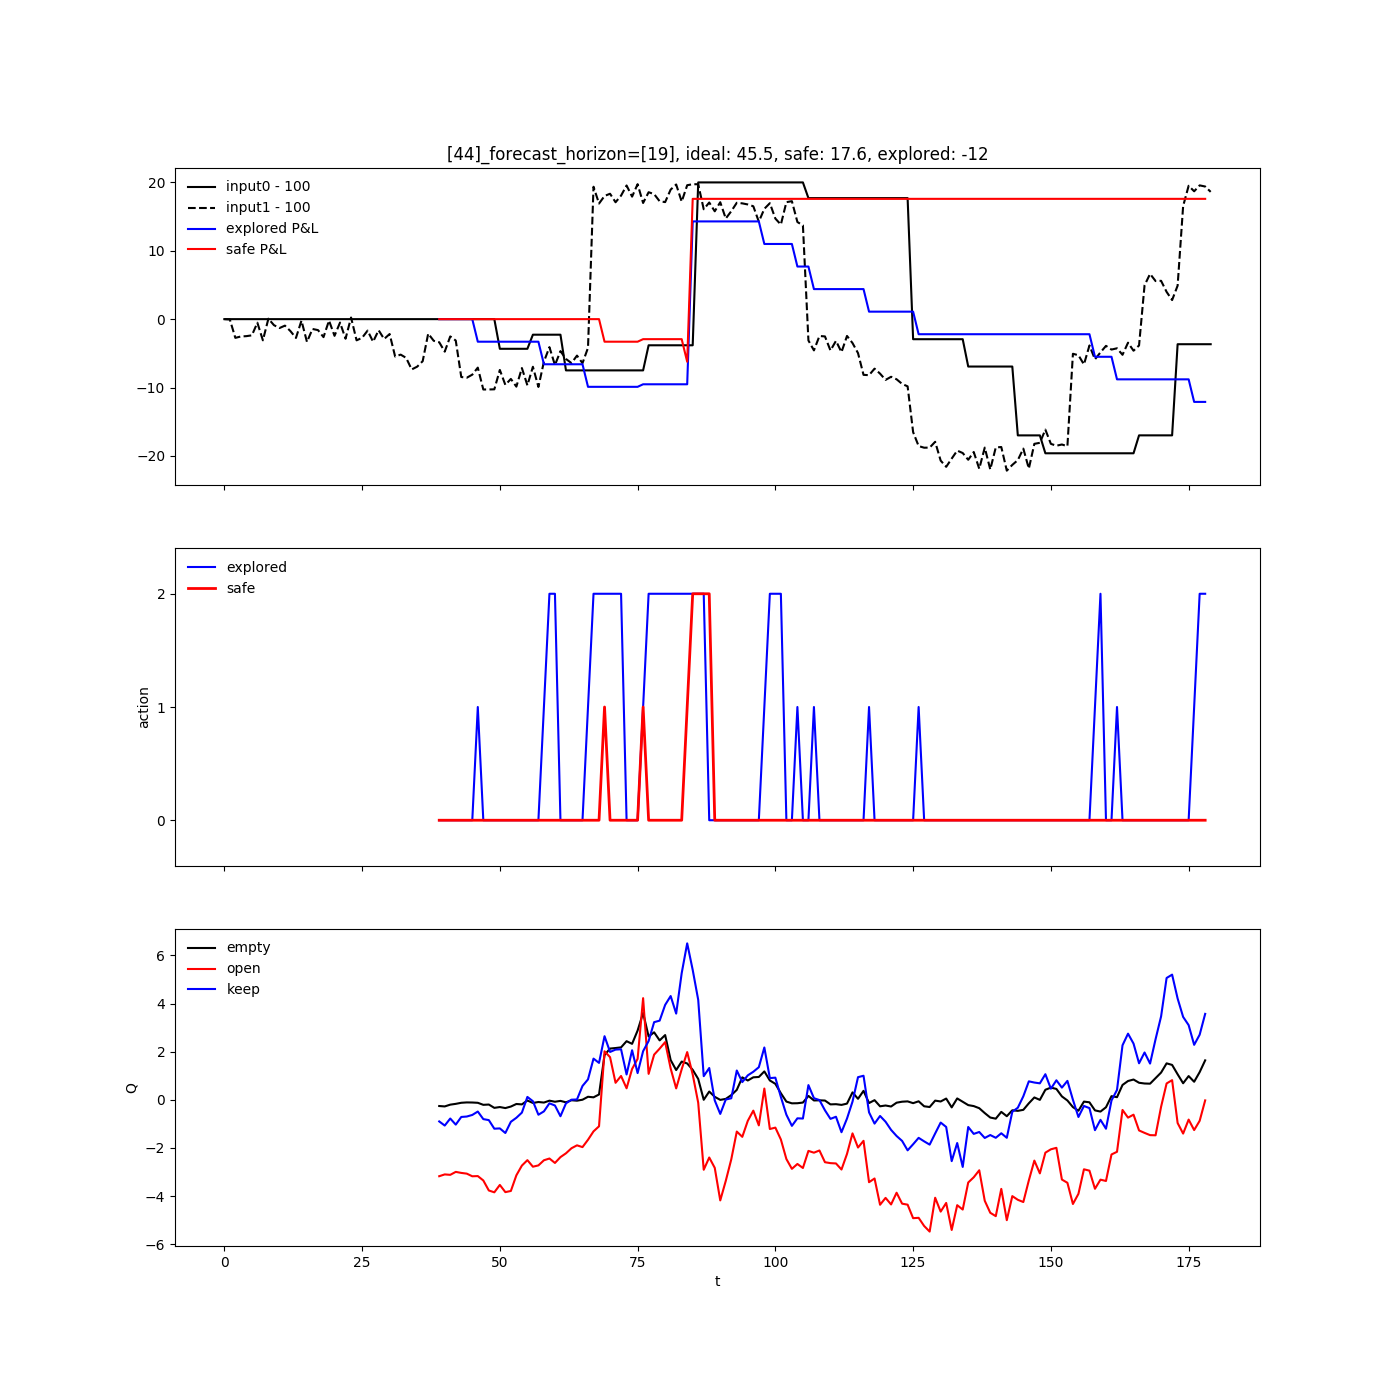 [44]_forecast_horizon=[19], ideal: 45.5, safe: 17.6, explored: -12
20
10
0
−10
−20
input0 - 100
input1 - 100
explored P&L
safe P&L
2
1
0
action
explored
safe
6
4
2
0
−2
−4
−6
Q
empty
open
keep
0 25 50 75 100 125 150 175
t